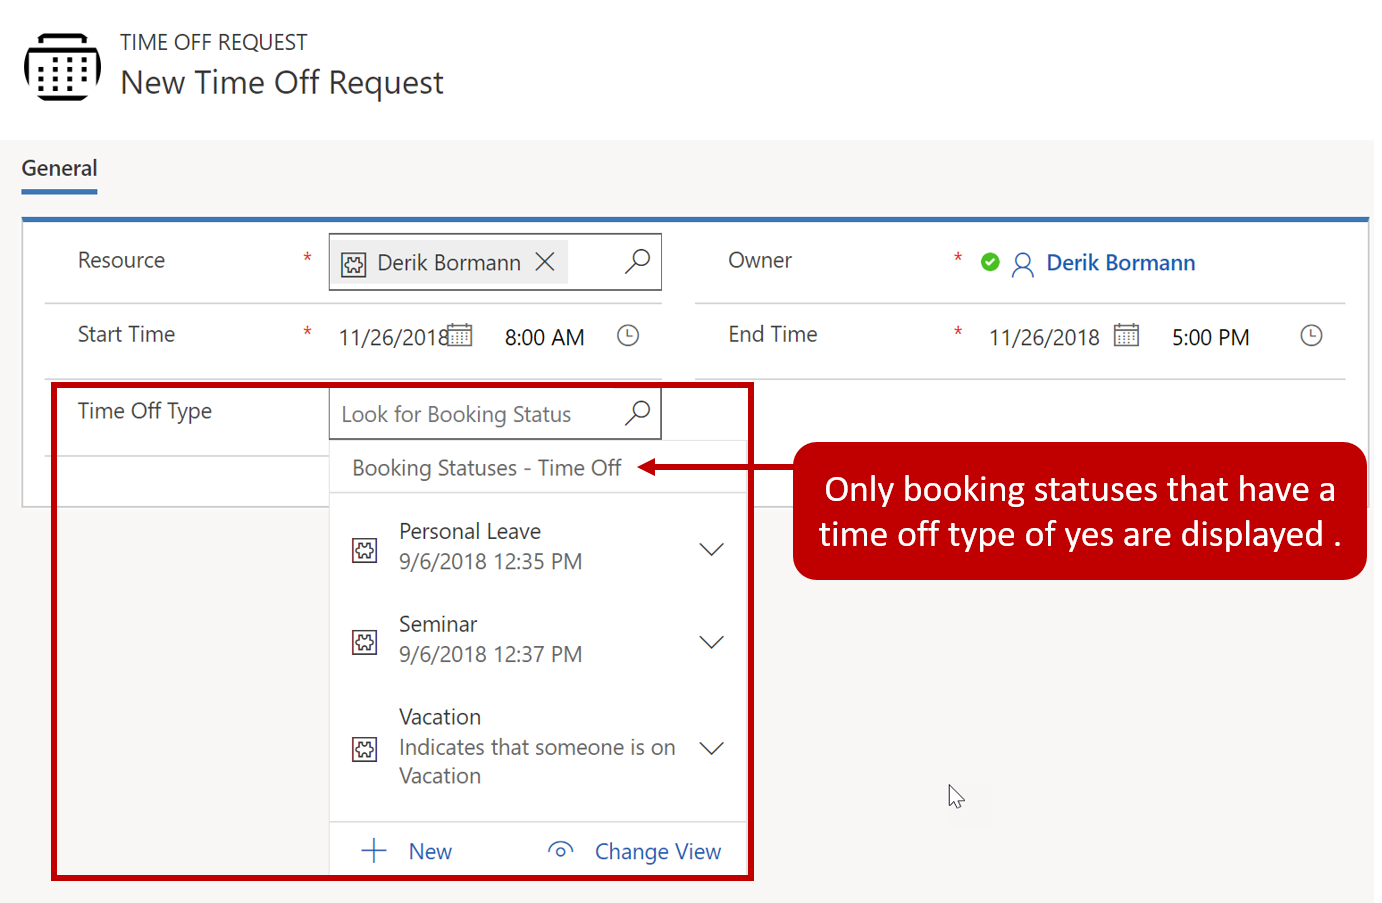 TIME OFF REQUEST
New Time Off Request
General
Resource * Derik Bormann
Owner * Derik Bormann
Start Time * 11/26/2018 8:00 AM
End Time * 11/26/2018 5:00 PM
Time Off Type Look for Booking Status
Booking Statuses - Time Off
Only booking statuses that have a
time off type of yes are displayed .
Personal Leave
9/6/2018 12:35 PM
Seminar
9/6/2018 12:37 PM
Vacation
Indicates that someone is on
Vacation
New Change View